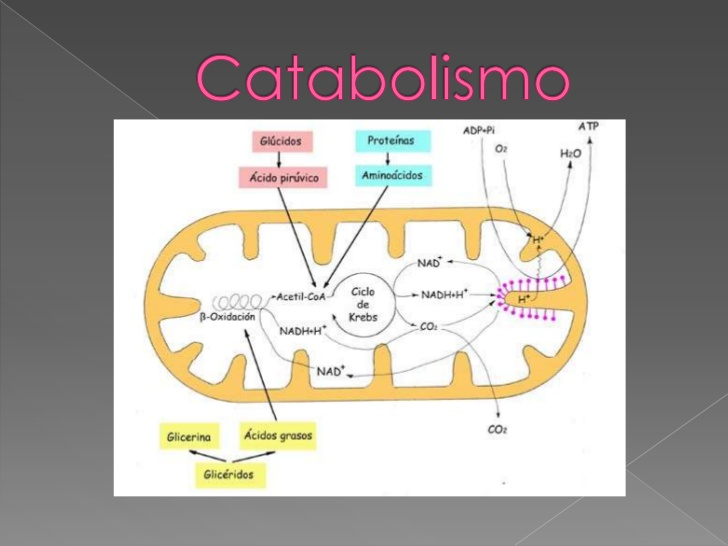 Catabolismo
Glúcidos
Proteínas
ADP+Pi
ATP
O2
H2O
Ácido pirúvico
Aminoácidos
H+
NAD+
Acetil-CoA
Ciclo
de
Krebs
NADH+H+
H+
β-Oxidación
NADH+H+
CO2
NAD+
CO2
Glicerina
Ácidos grasos
Glicéridos